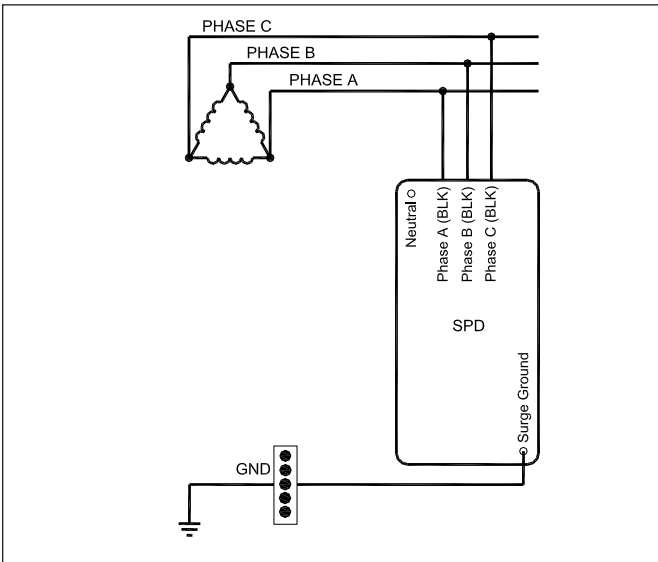 PHASE C
PHASE B
PHASE A
Neutral
Phase A (BLK)
Phase B (BLK)
Phase C (BLK)
SPD
Surge Ground
GND